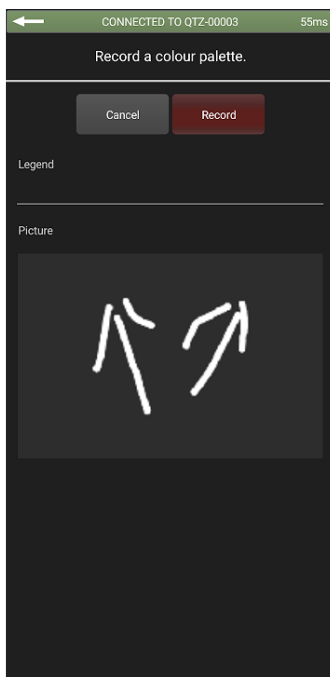 CONNECTED TO QTZ-00003 55ms
Record a colour palette.
Cancel Record
Legend
Picture